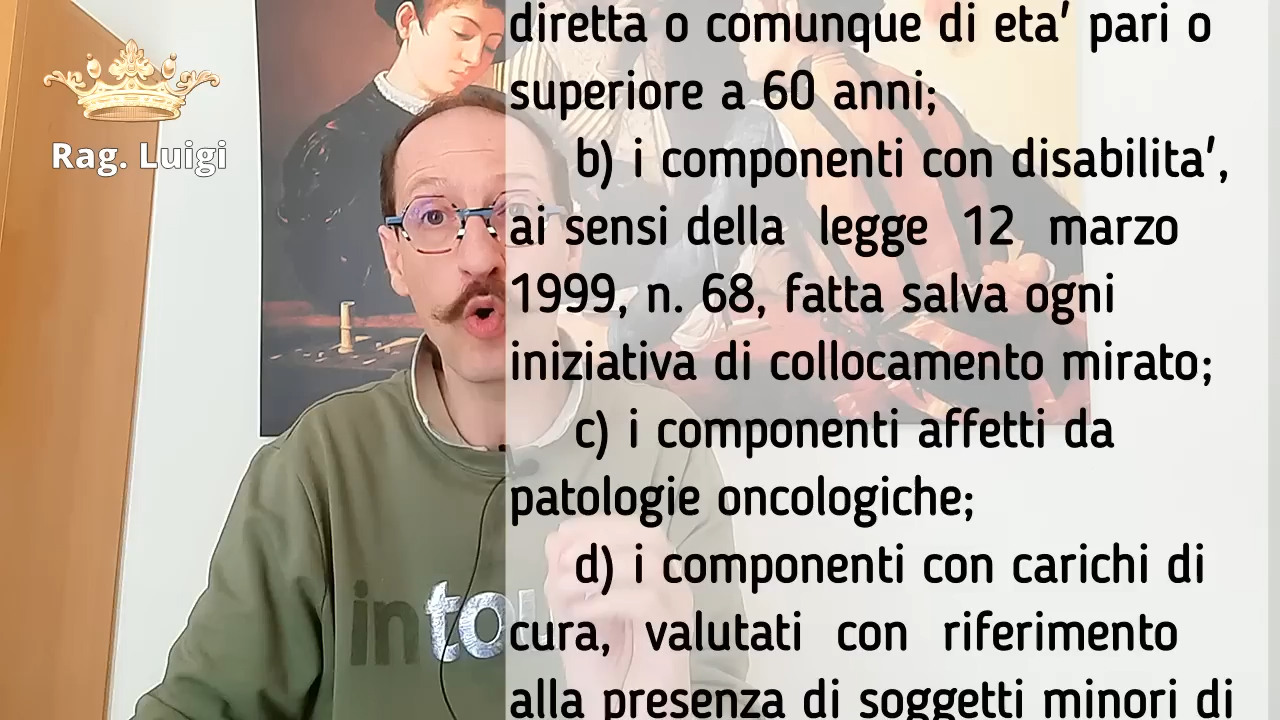 Rag. Luigi
diretta o comunque di eta' pari o
superiore a 60 anni;
b) i componenti con disabilita',
ai sensi della legge 12 marzo
1999, n. 68, fatta salva ogni
iniziativa di collocamento mirato;
c) i componenti affetti da
patologie oncologiche;
d) i componenti con carichi di
cura, valutati con riferimento
alla presenza di soggetti minori di
intou